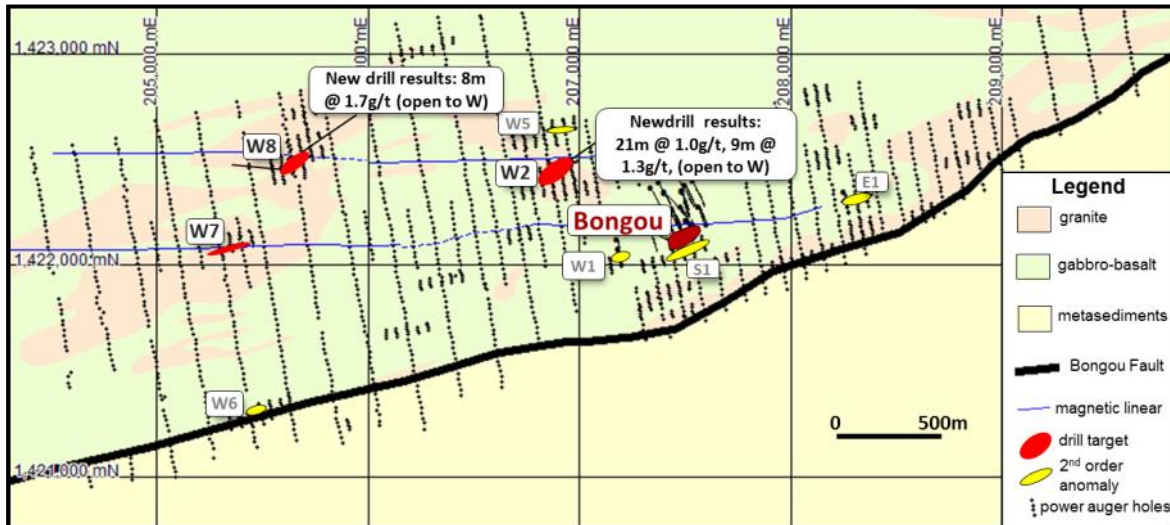 1,423,000 mN
205,000 mE
mE
207,000 mE
208,000 mE
209,000 mE
New drill results: 8m
@ 1.7g/t (open to W)
W5
Newdrill results:
21m @ 1.0g/t, 9m @
1.3g/t, (open to W)
W8
W2
E1
Bongou
W7
W1
S1
1,422,000 mN
W6
1,421,000 mN
0 500m
Legend
granite
gabbro-basalt
metasediments
Bongou Fault
magnetic linear
drill target
2nd order
anomaly
power auger holes